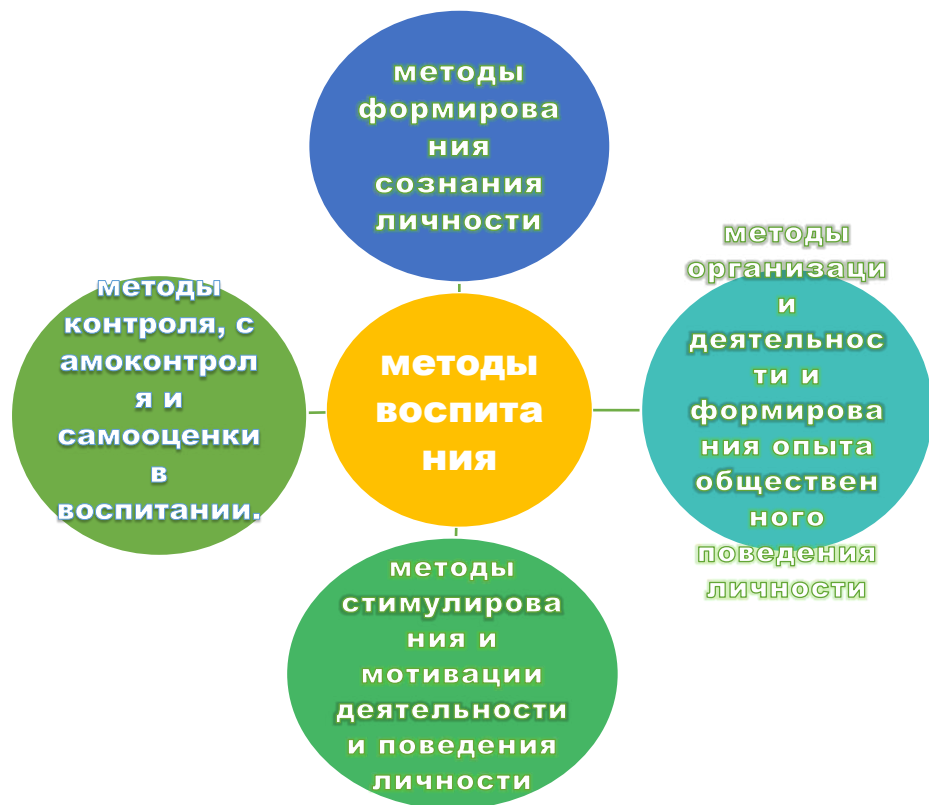 методы
формирова
ния
сознания
личности
методы
организаци
и
деятельнос
ти и
формирова
ния опыта
обществен
ного
поведения
личности
методы
воспита
ния
методы
контроля, с
амоконтрол
я и
самооценки
в
воспитании.
методы
стимулирова
ния и
мотивации
деятельности
и поведения
личности